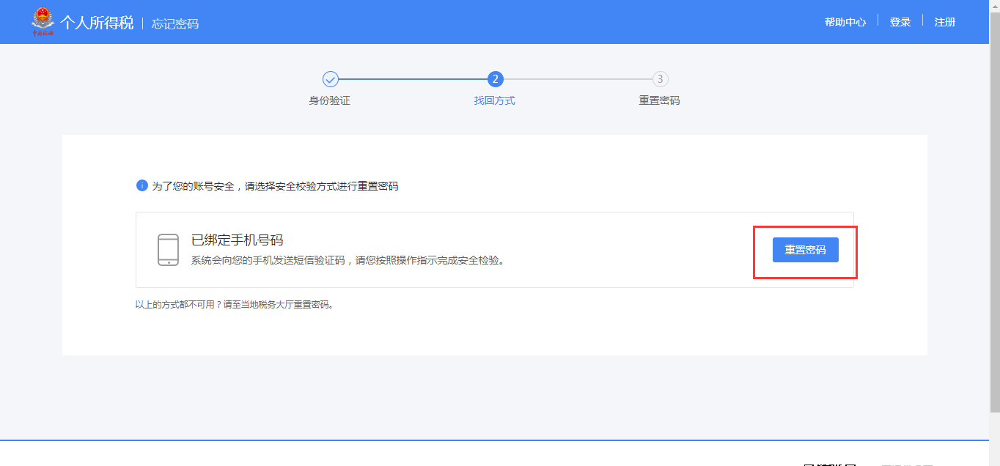 个人所得税 | 忘记密码
帮助中心 | 登录 | 注册
2 3
身份验证 找回方式 重置密码
为了您的账号安全，请选择安全校验方式进行重置密码
已绑定手机号码
系统会向您的手机发送短信验证码，请您按照操作指示完成安全检验。
重置密码
以上的方式都不可用？请至当地税务大厅重置密码。